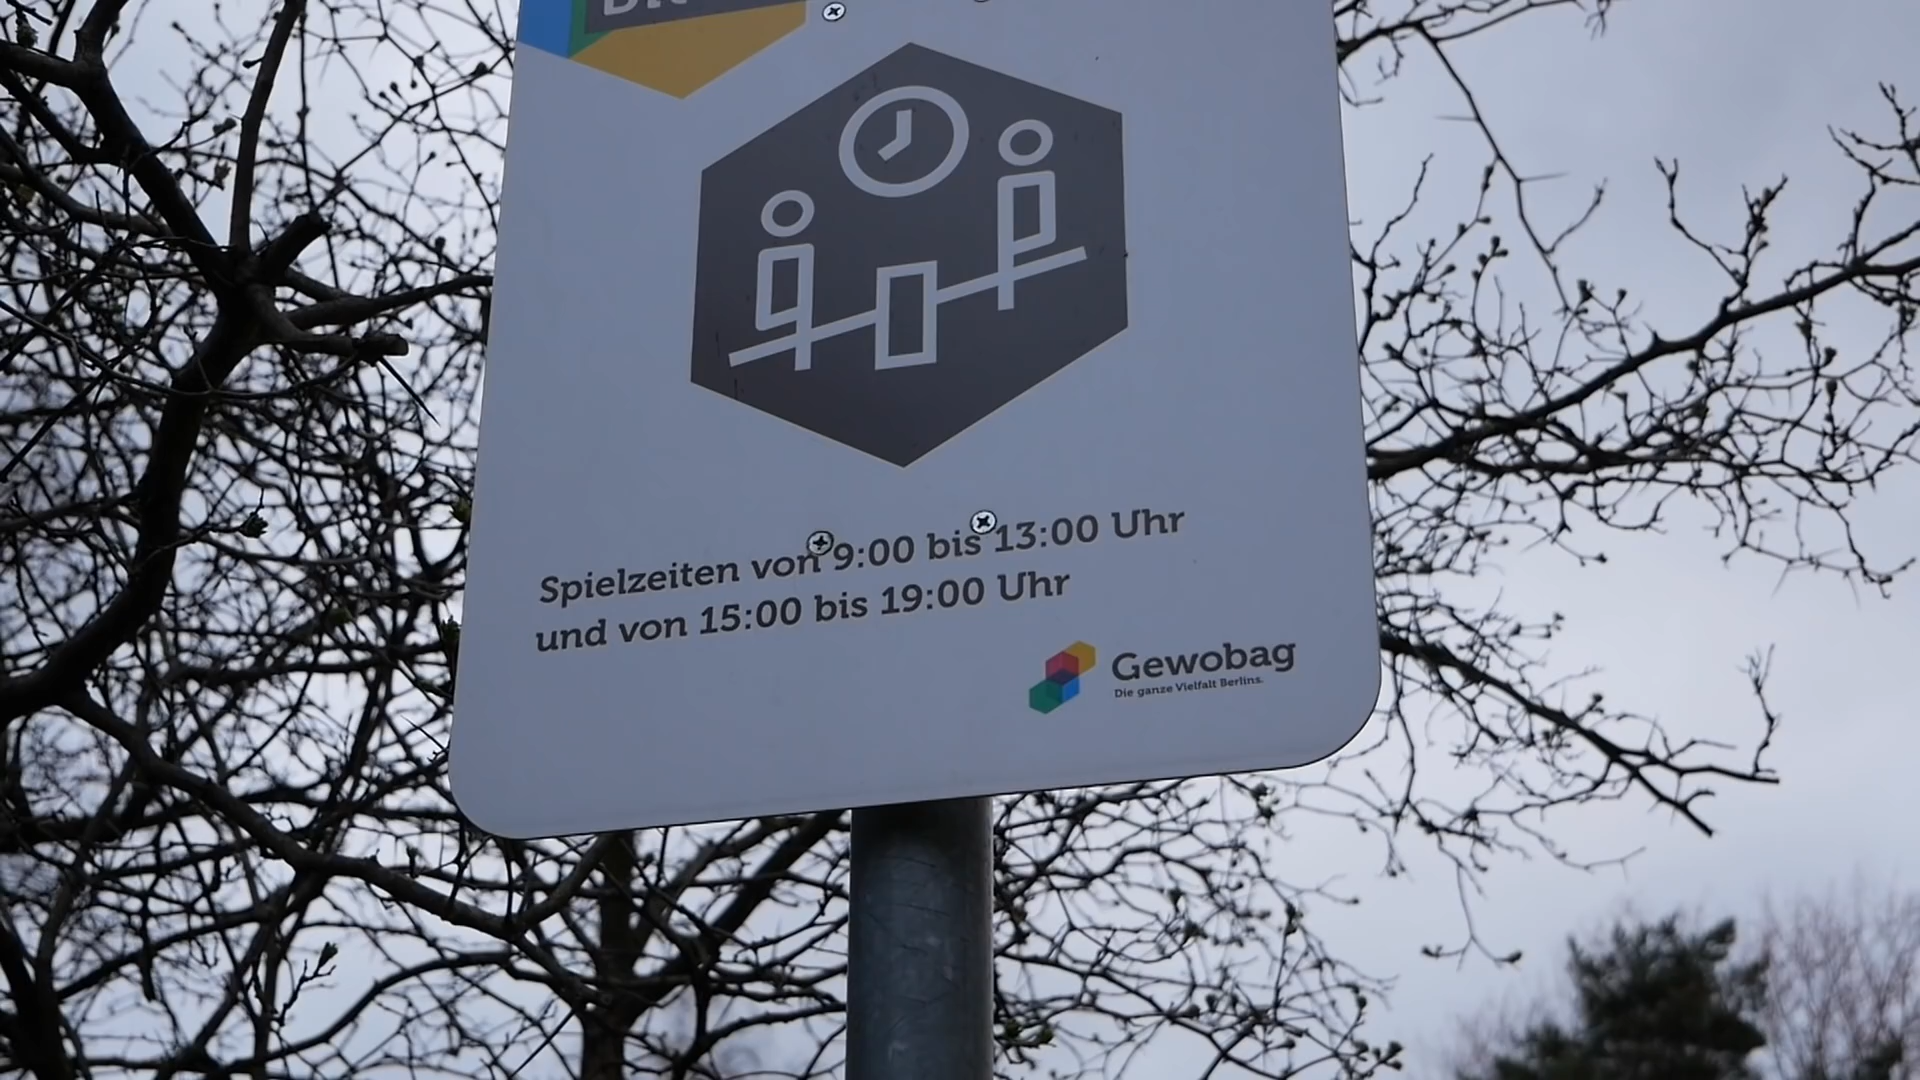 Spielzeiten von 9:00 bis 13:00 Uhr
und von 15:00 bis 19:00 Uhr
Gewobag
Die ganze Vielfalt Berlins.